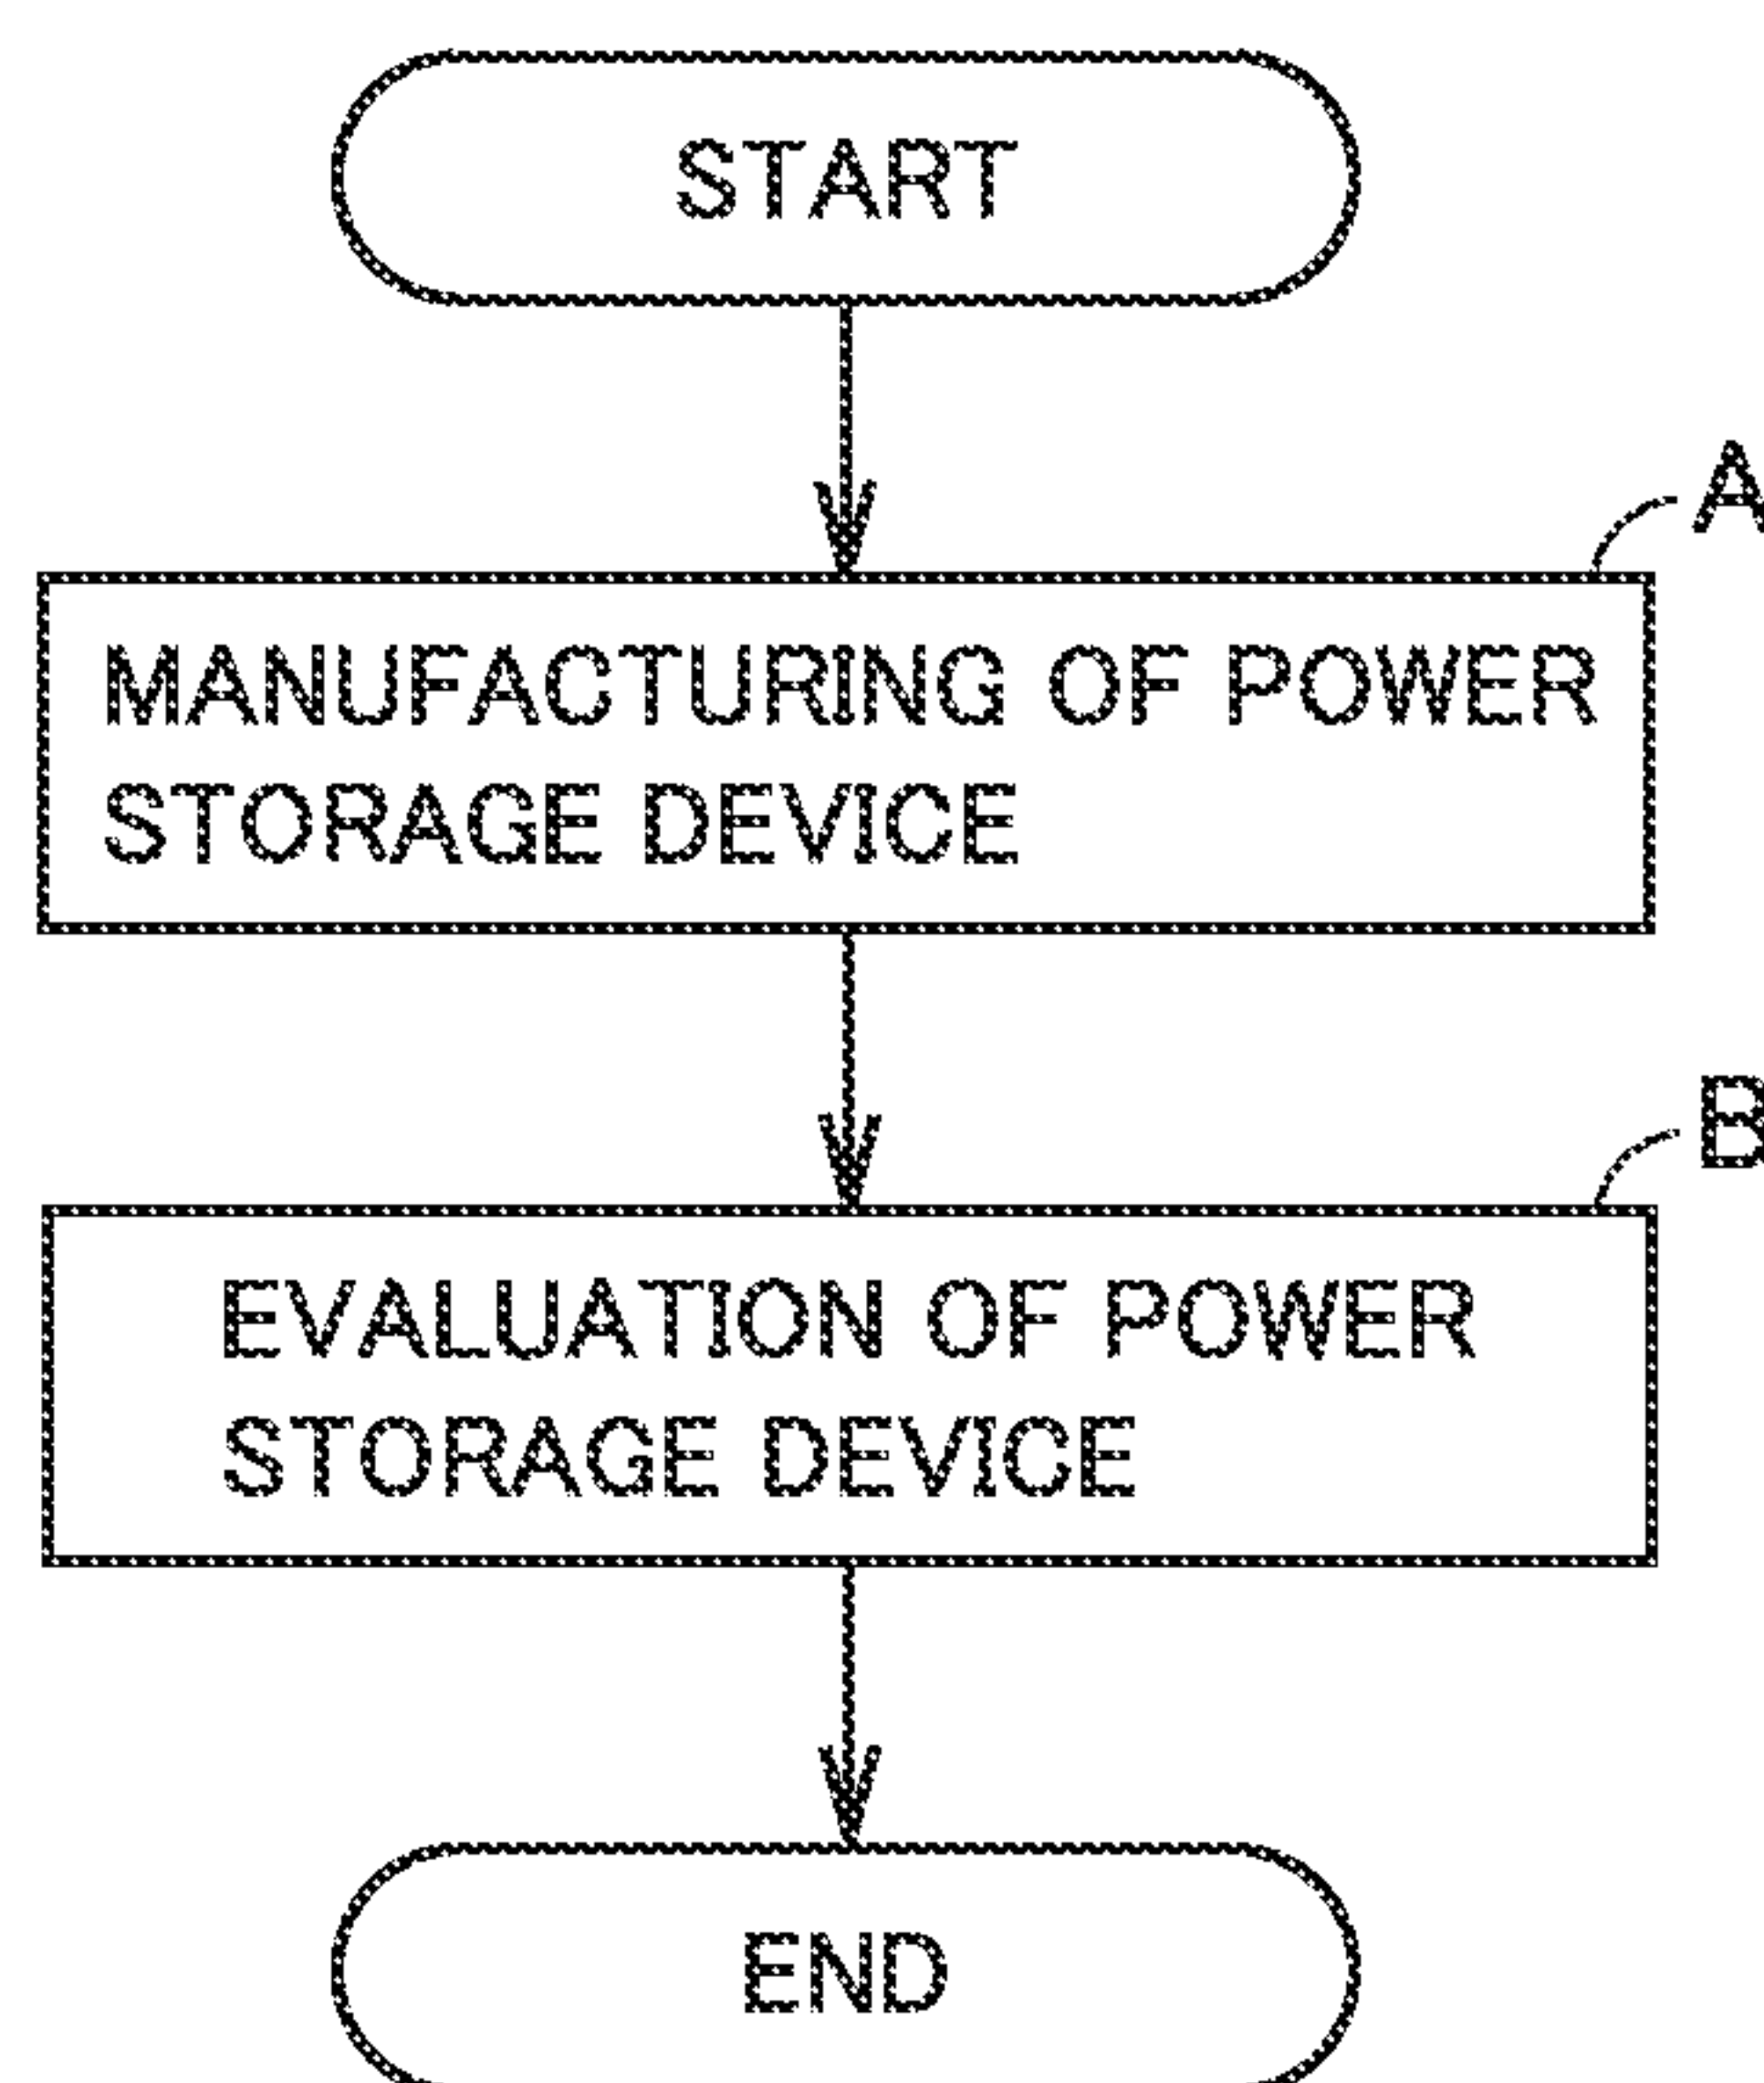 START
A
MANUFACTURING OF POWER
STORAGE DEVICE
B
EVALUATION OF POWER
STORAGE DEVICE
END